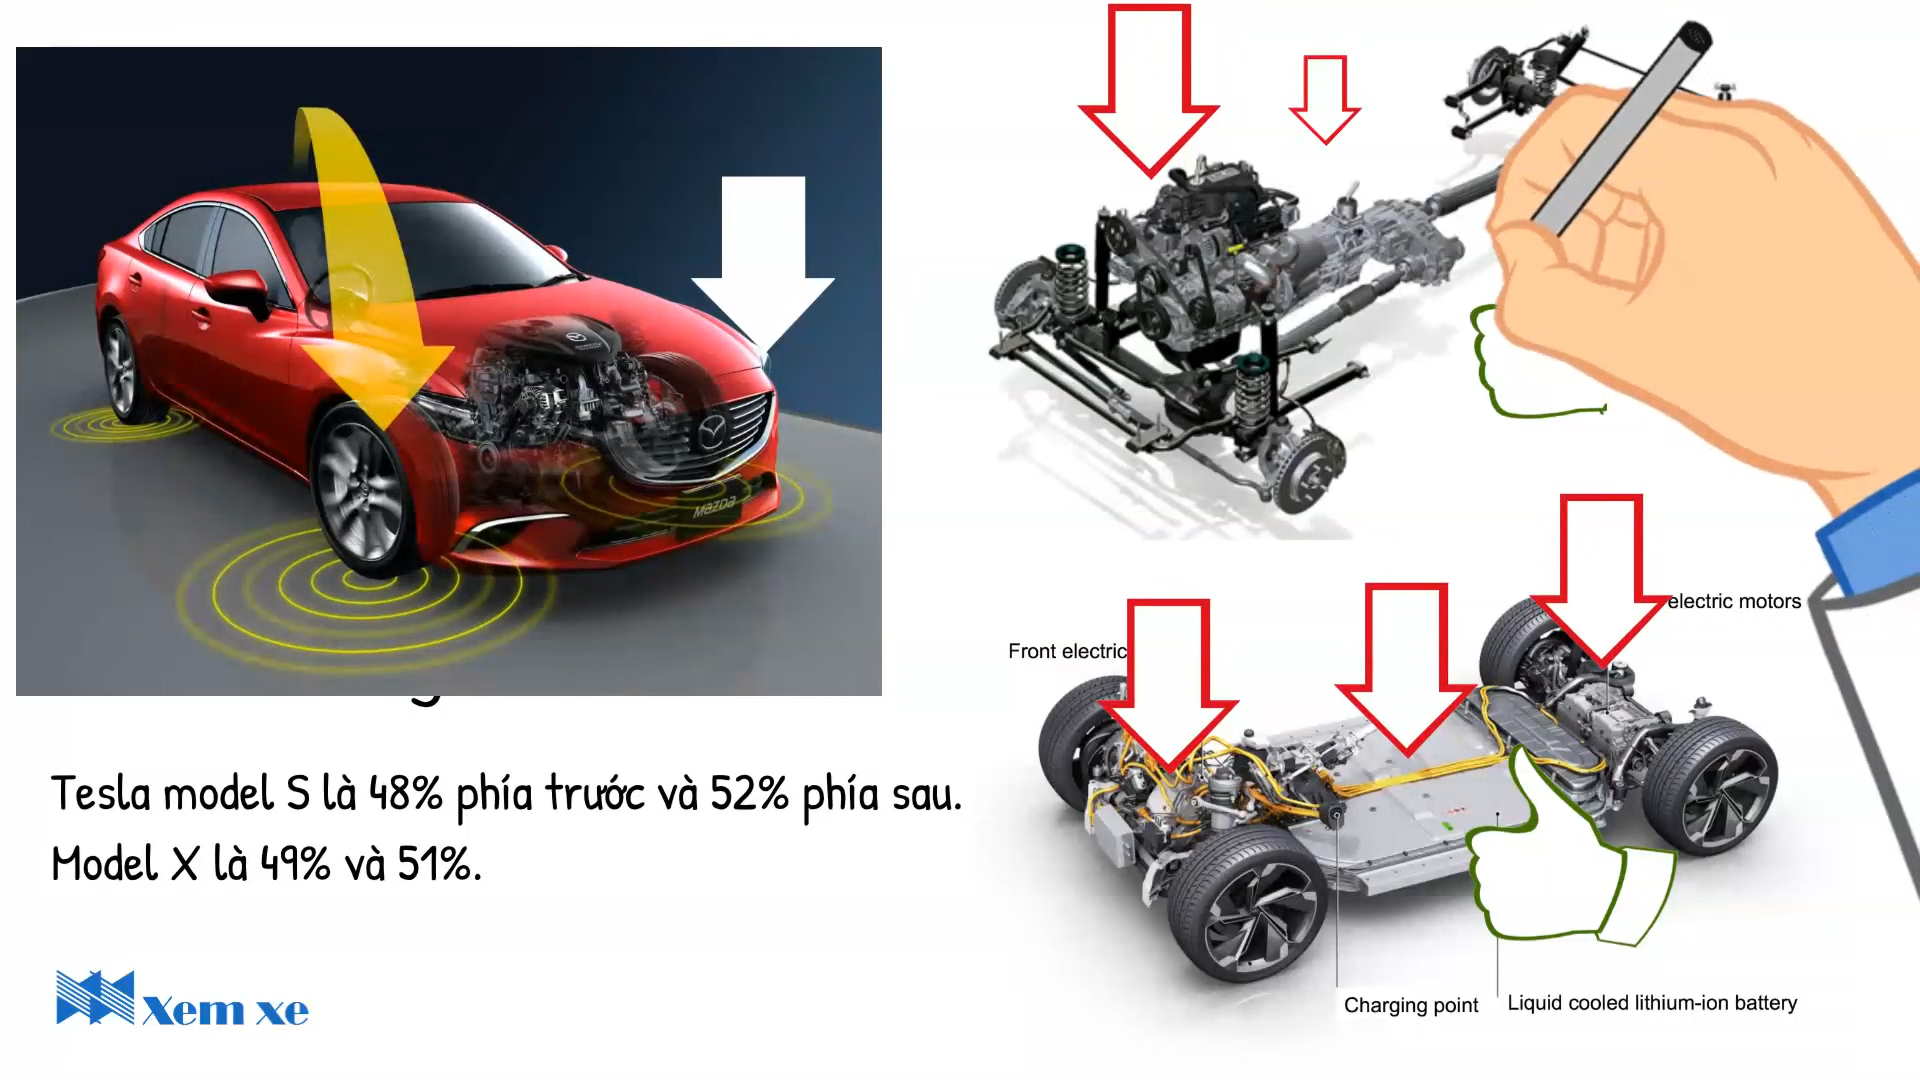 MAZDA
Tesla model S là 48% phía trước và 52% phía sau.
Model X là 49% và 51%.
Xem xe
electric motors
Front electric
Charging point
Liquid cooled lithium-ion battery